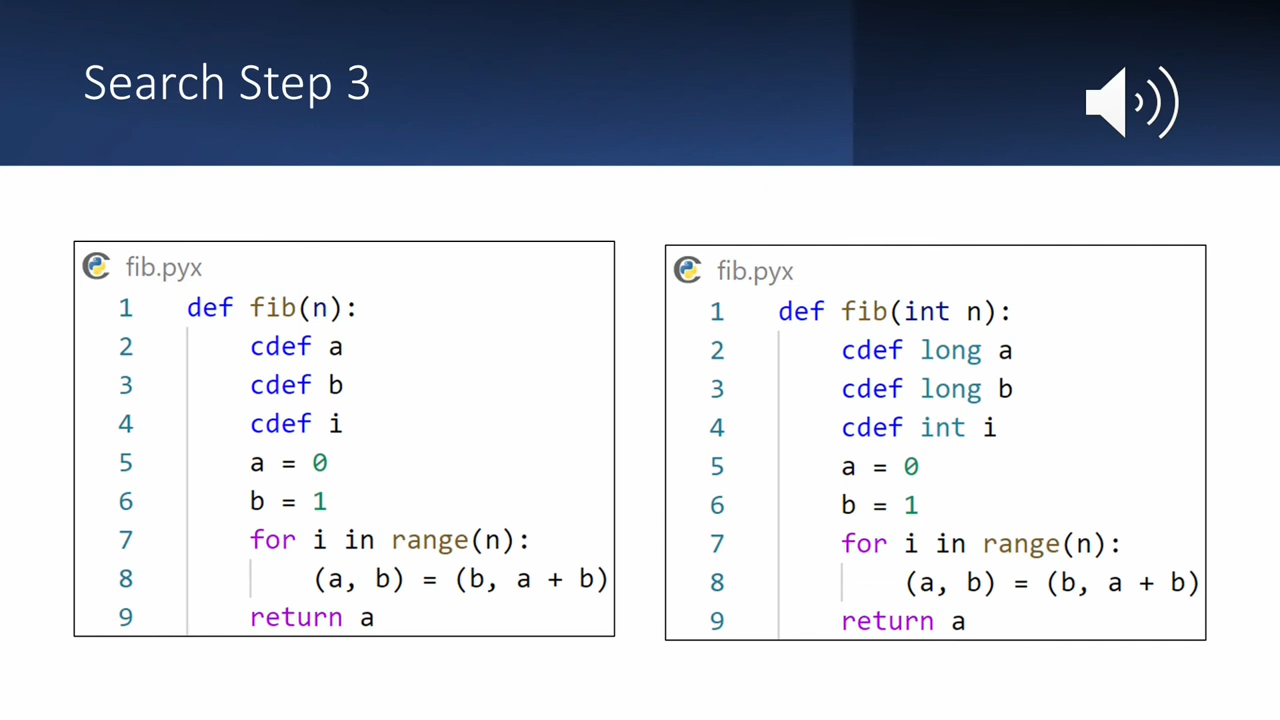 Search Step 3
fib.pyx
1 def fib(n):
2 cdef a
3 cdef b
4 cdef i
5 a = 0
6 b = 1
7 for i in range(n):
8 (a, b) = (b, a + b)
9 return a
fib.pyx
1 def fib(int n):
2 cdef long a
3 cdef long b
4 cdef int i
5 a = 0
6 b = 1
7 for i in range(n):
8 (a, b) = (b, a + b)
9 return a